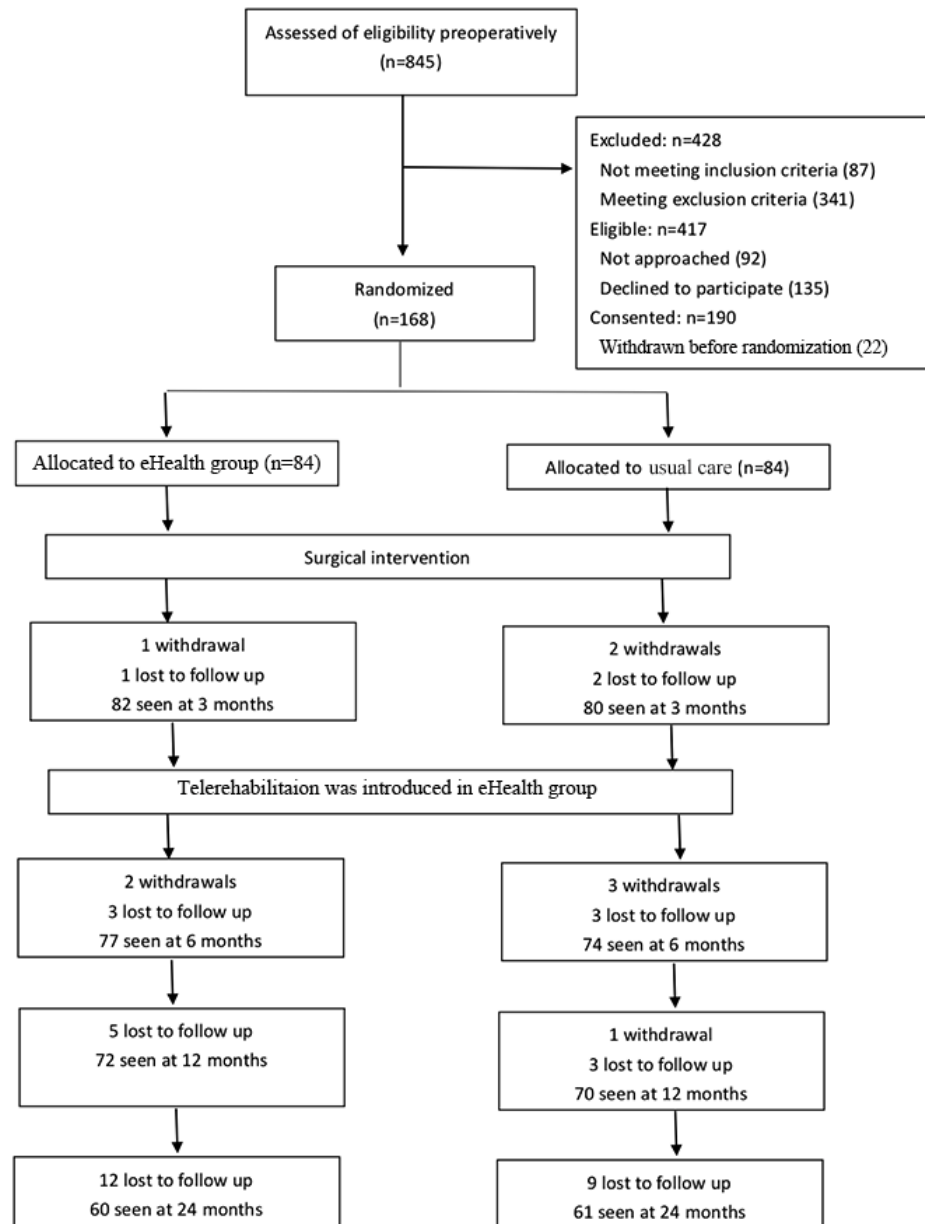 Assessed of eligibility preoperatively
(n=845)
Excluded: n=428
Not meeting inclusion criteria (87)
Meeting exclusion criteria (341)
Eligible: n=417
Not approached (92)
Declined to participate (135)
Consented: n=190
Withdrawn before randomization (22)
Randomized
(n=168)
Allocated to eHealth group (n=84)
Allocated to usual care (n=84)
Surgical intervention
1 withdrawal
1 lost to follow up
82 seen at 3 months
2 withdrawals
2 lost to follow up
80 seen at 3 months
Telerehabilitaion was introduced in eHealth group
2 withdrawals
3 lost to follow up
77 seen at 6 months
3 withdrawals
3 lost to follow up
74 seen at 6 months
5 lost to follow up
72 seen at 12 months
1 withdrawal
3 lost to follow up
70 seen at 12 months
12 lost to follow up
60 seen at 24 months
9 lost to follow up
61 seen at 24 months